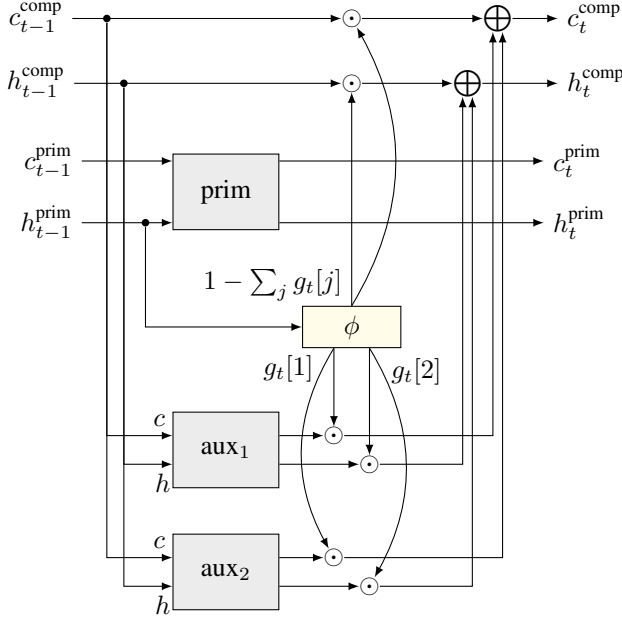 c_{t-1}^{comp} c_t^{comp}
h_{t-1}^{comp} h_t^{comp}
c_{t-1}^{prim} prim c_t^{prim}
h_{t-1}^{prim} h_t^{prim}
1 − ∑_j g_t[j]
ϕ
g_t[1] g_t[2]
c
aux_1
h
c
aux_2
h